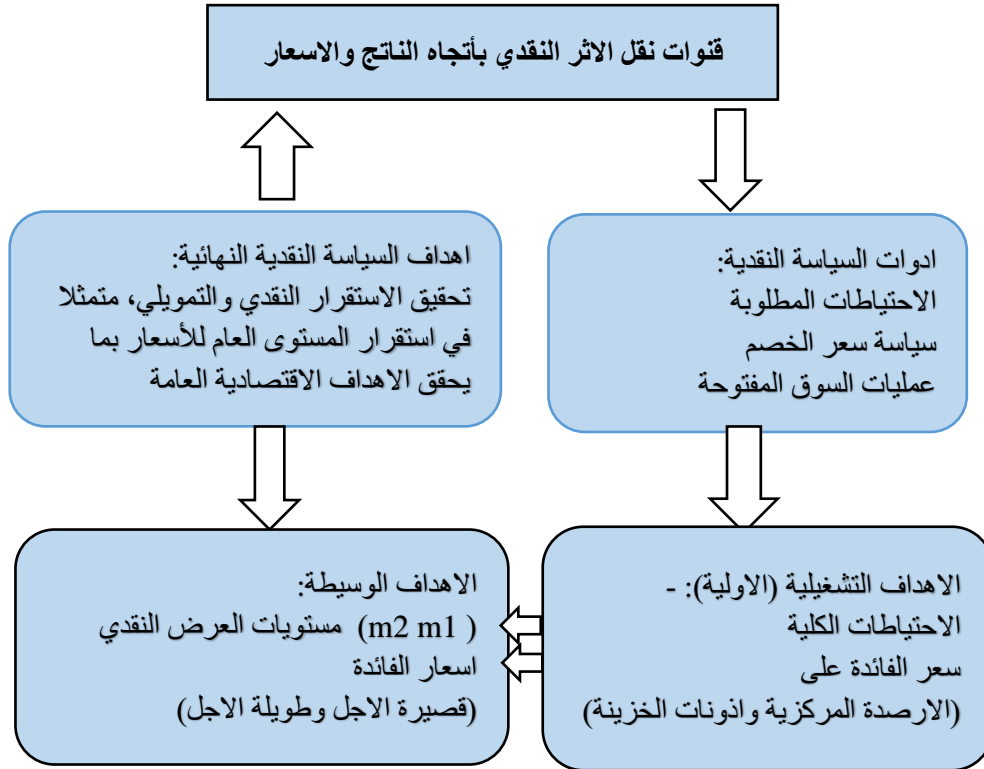 قنوات نقل الاثر النقدي بأتجاه الناتج والاسعار
ادوات السياسة النقدية:
الاحتياطات المطلوبة
سياسة سعر الخصم
عمليات السوق المفتوحة
اهداف السياسة النقدية النهائية:
تحقيق الاستقرار النقدي والتمويلي، متمثلا
في استقرار المستوى العام للأسعار بما
يحقق الاهداف الاقتصادية العامة
الاهداف التشغيلية (الاولية): -
الاحتياطات الكلية
سعر الفائدة على
(الارصدة المركزية واذونات الخزينة)
الاهداف الوسيطة:
( m2 m1) مستويات العرض النقدي
اسعار الفائدة
(قصيرة الاجل وطويلة الاجل)